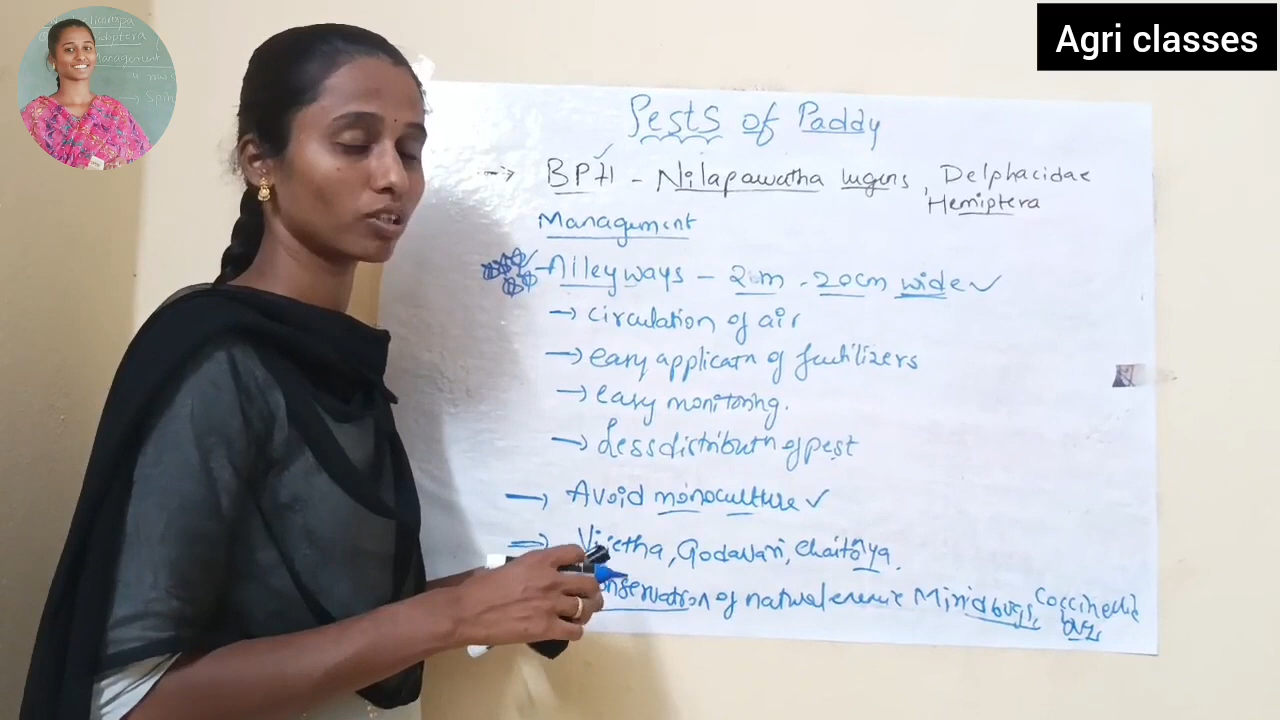 Agri classes
Pests of Paddy
→ BPH - Nilapawatha lugens, Delphacidae
Hemiptera
Management
Alleyways - 2m - 20cm wide ✓
→ circulation of air
→ easy applicatn of fertilizers
→ easy monitoring.
→ Less distributn of pest
→ Avoid monoculture ✓
⇒ Vijetha, Godavari, Chaitanya.
onservation of natural enemie Mirid bugs, Coccinellid